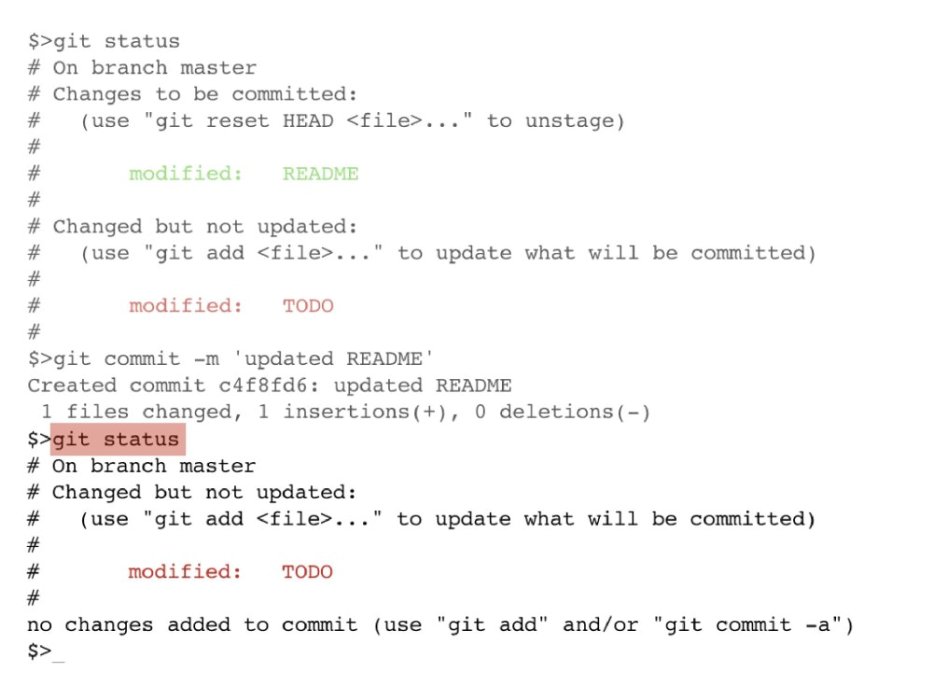 $>git status
# On branch master
# Changes to be committed:
#   (use "git reset HEAD <file>..." to unstage)
#
#       modified:   README
#
# Changed but not updated:
#   (use "git add <file>..." to update what will be committed)
#
#       modified:   TODO
#
$>git commit -m 'updated README'
Created commit c4f8fd6: updated README
 1 files changed, 1 insertions(+), 0 deletions(-)
$>git status
# On branch master
# Changed but not updated:
#   (use "git add <file>..." to update what will be committed)
#
#       modified:   TODO
#
no changes added to commit (use "git add" and/or "git commit -a")
$>_